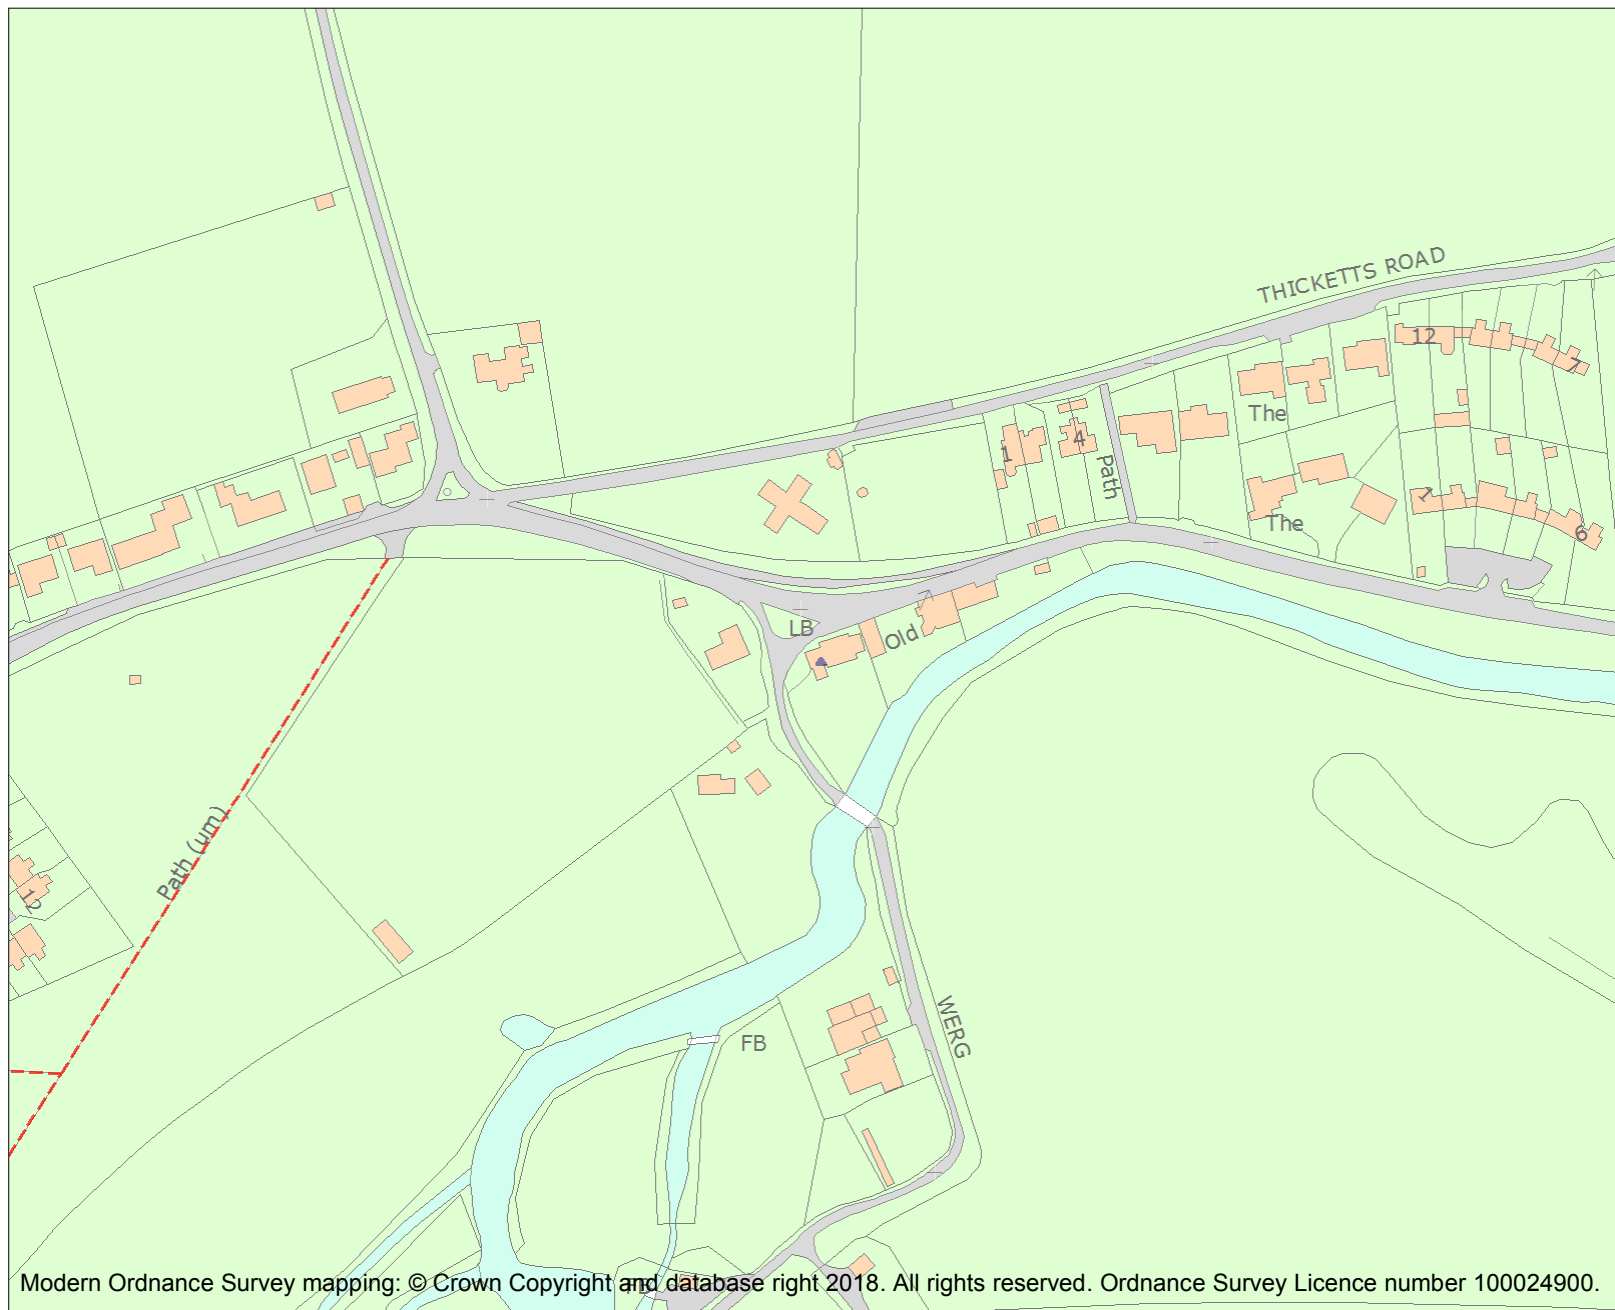 THICKETTS ROAD
12
7
The
1
4
Path
1
The
6
LB
Old
Path (um)
12
WERG
FB
FB
Modern Ordnance Survey mapping: © Crown Copyright and database right 2018. All rights reserved. Ordnance Survey Licence number 100024900.